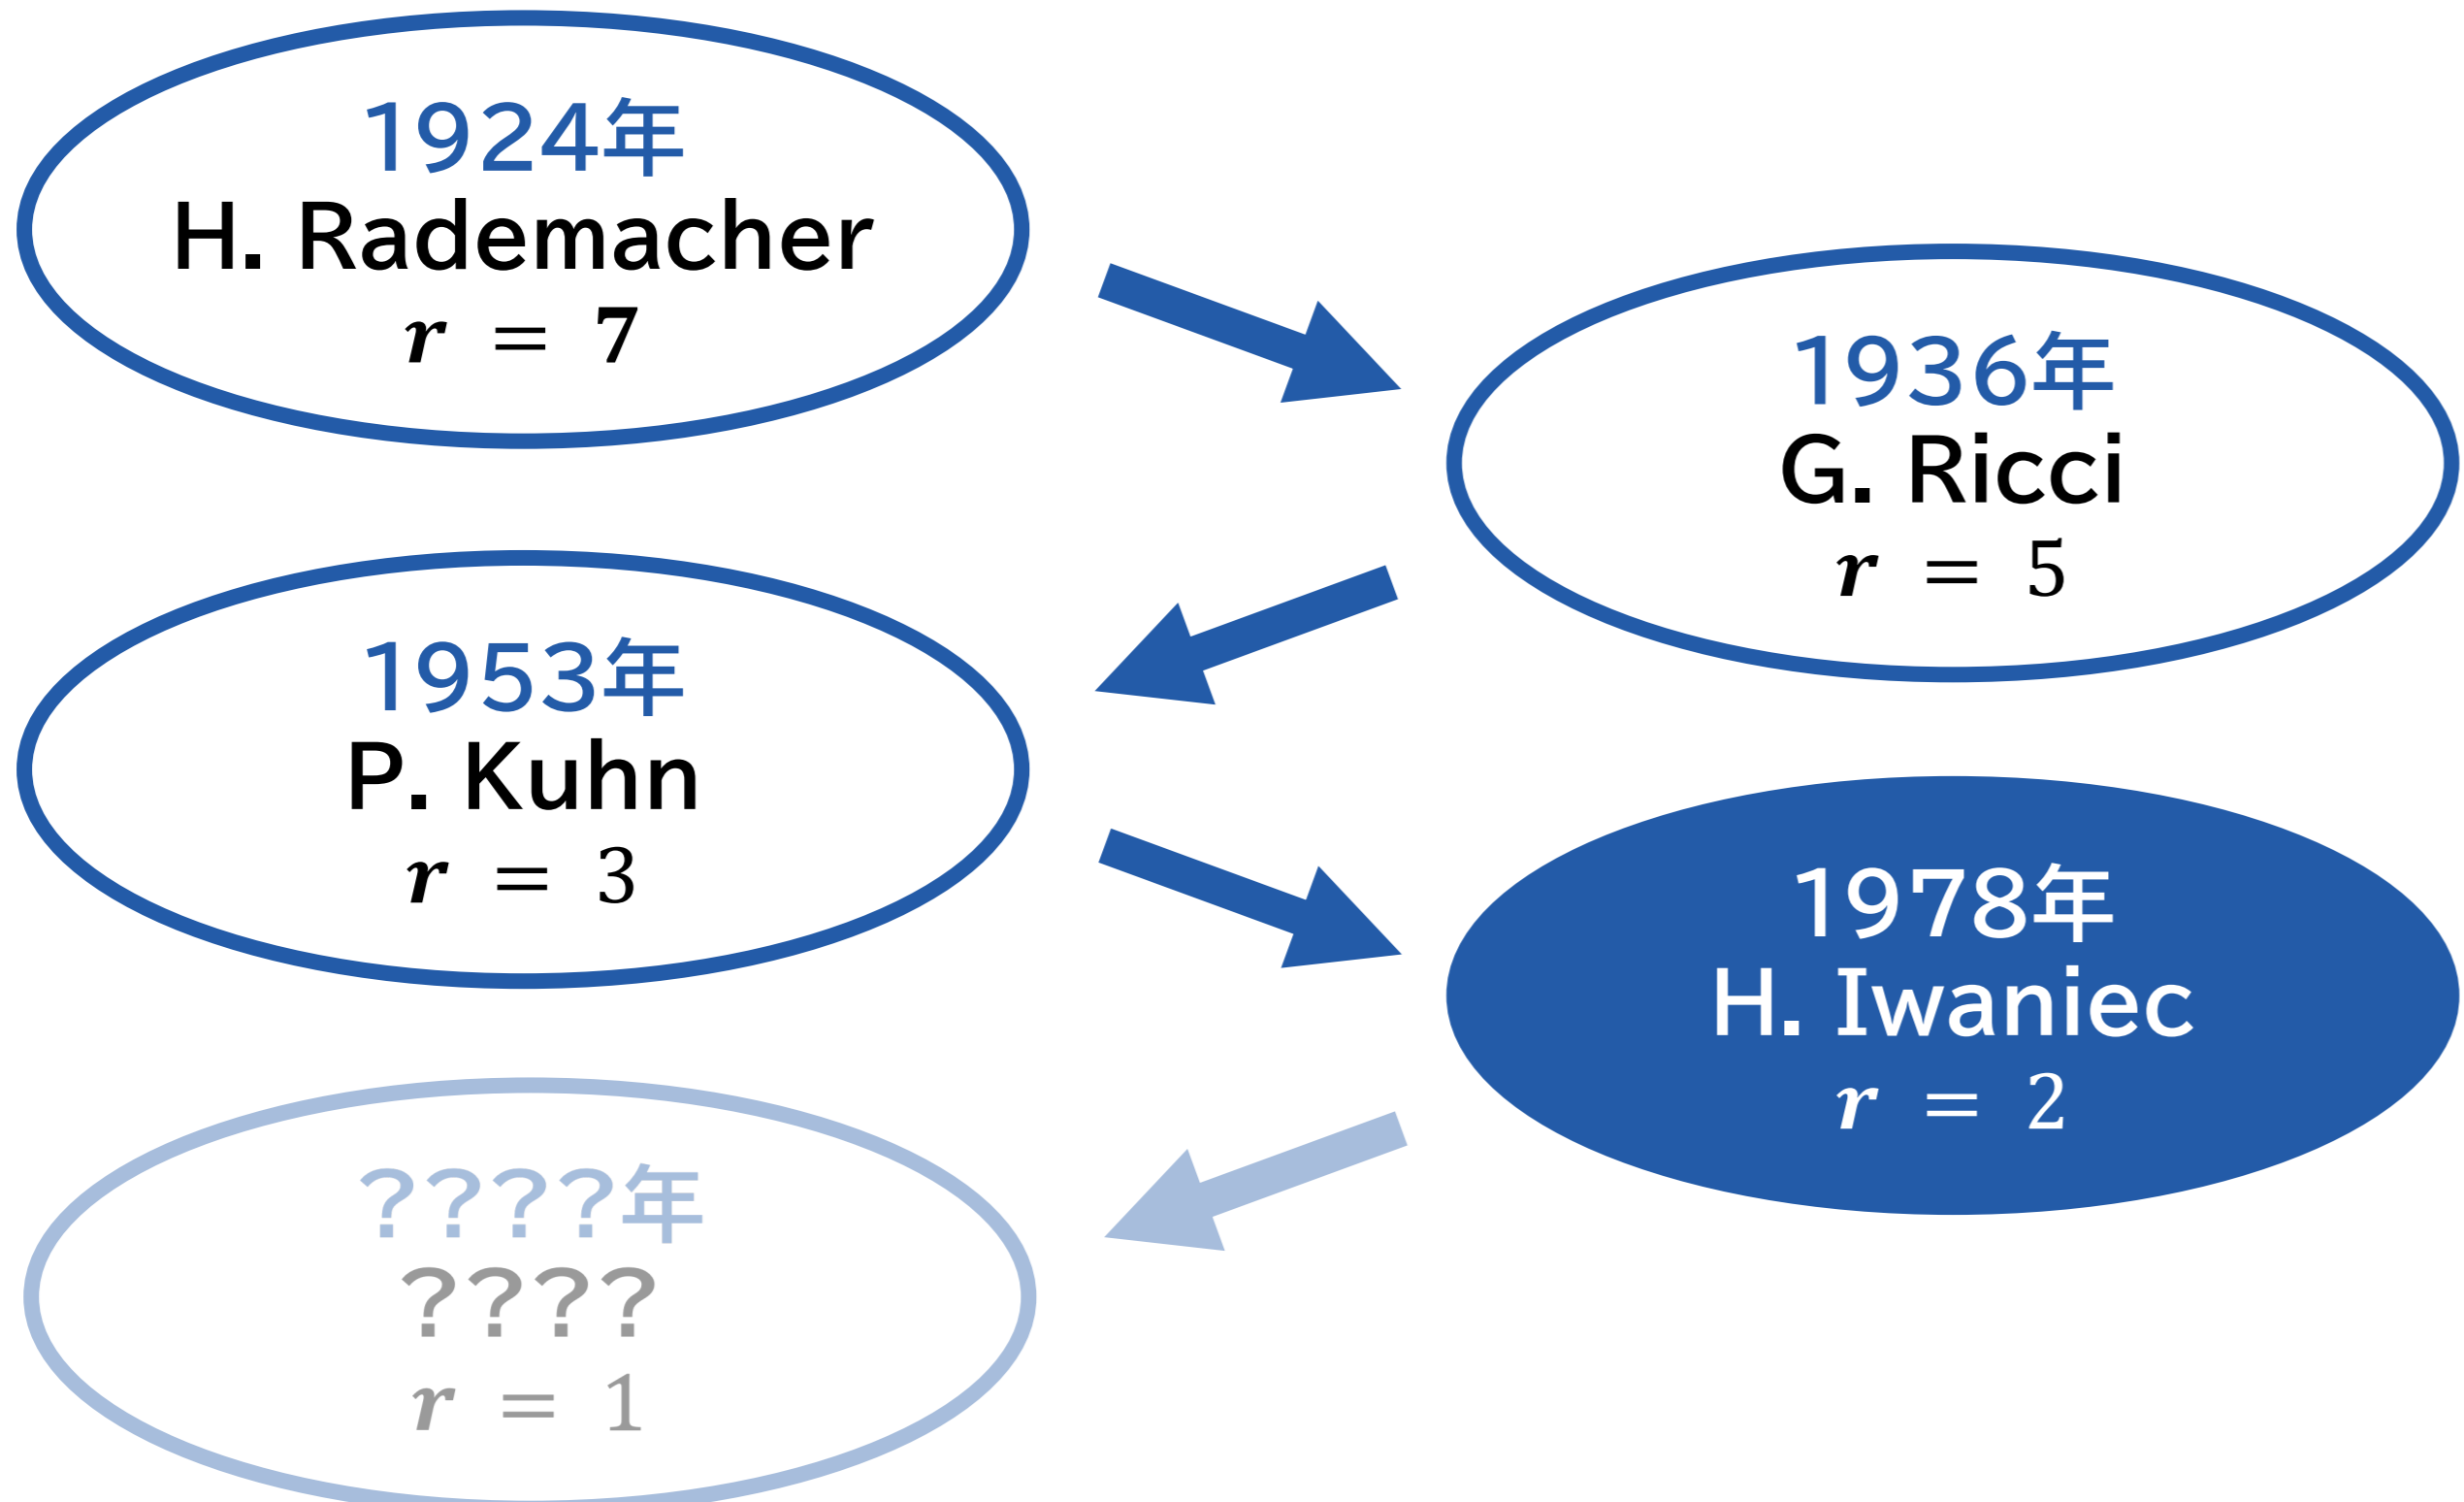 1924年
H. Rademacher
r = 7
1936年
G. Ricci
r = 5
1953年
P. Kuhn
r = 3
1978年
H. Iwaniec
r = 2
????年
????
r = 1